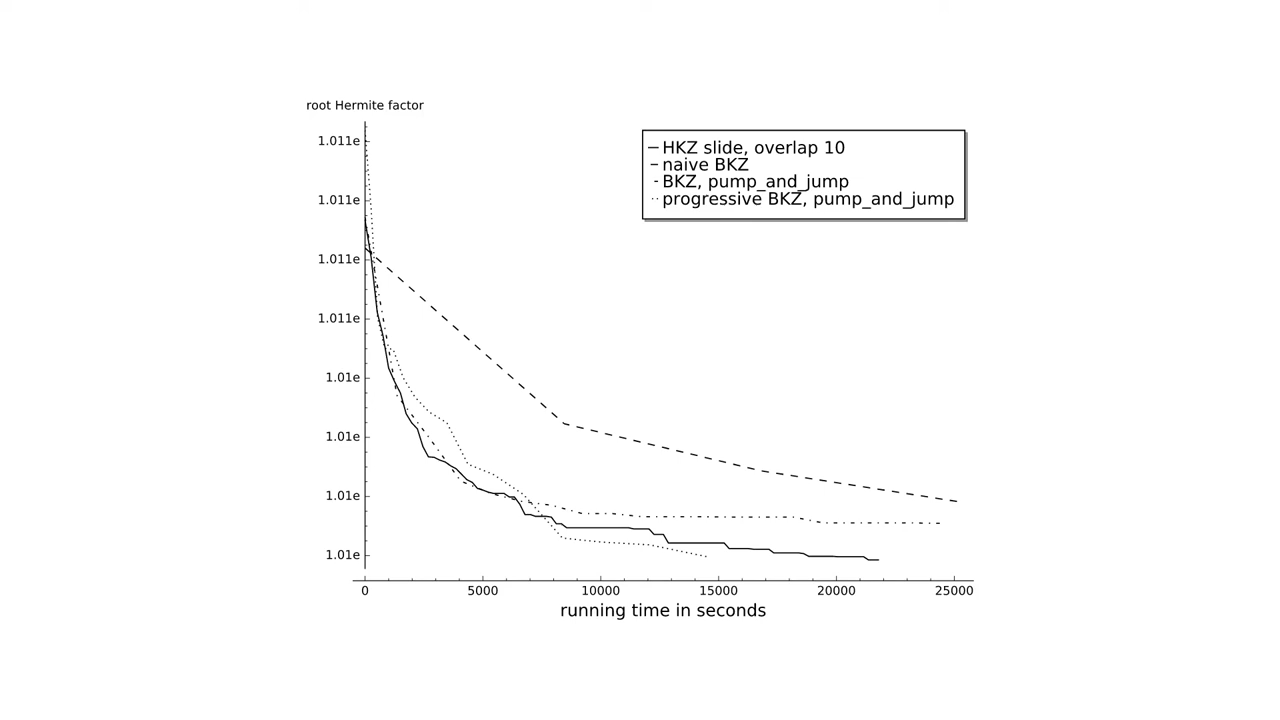 root Hermite factor
1.011e
1.011e
1.011e
1.011e
1.01e
1.01e
1.01e
1.01e
HKZ slide, overlap 10
naive BKZ
BKZ, pump_and_jump
progressive BKZ, pump_and_jump
0 5000 10000 15000 20000 25000
running time in seconds